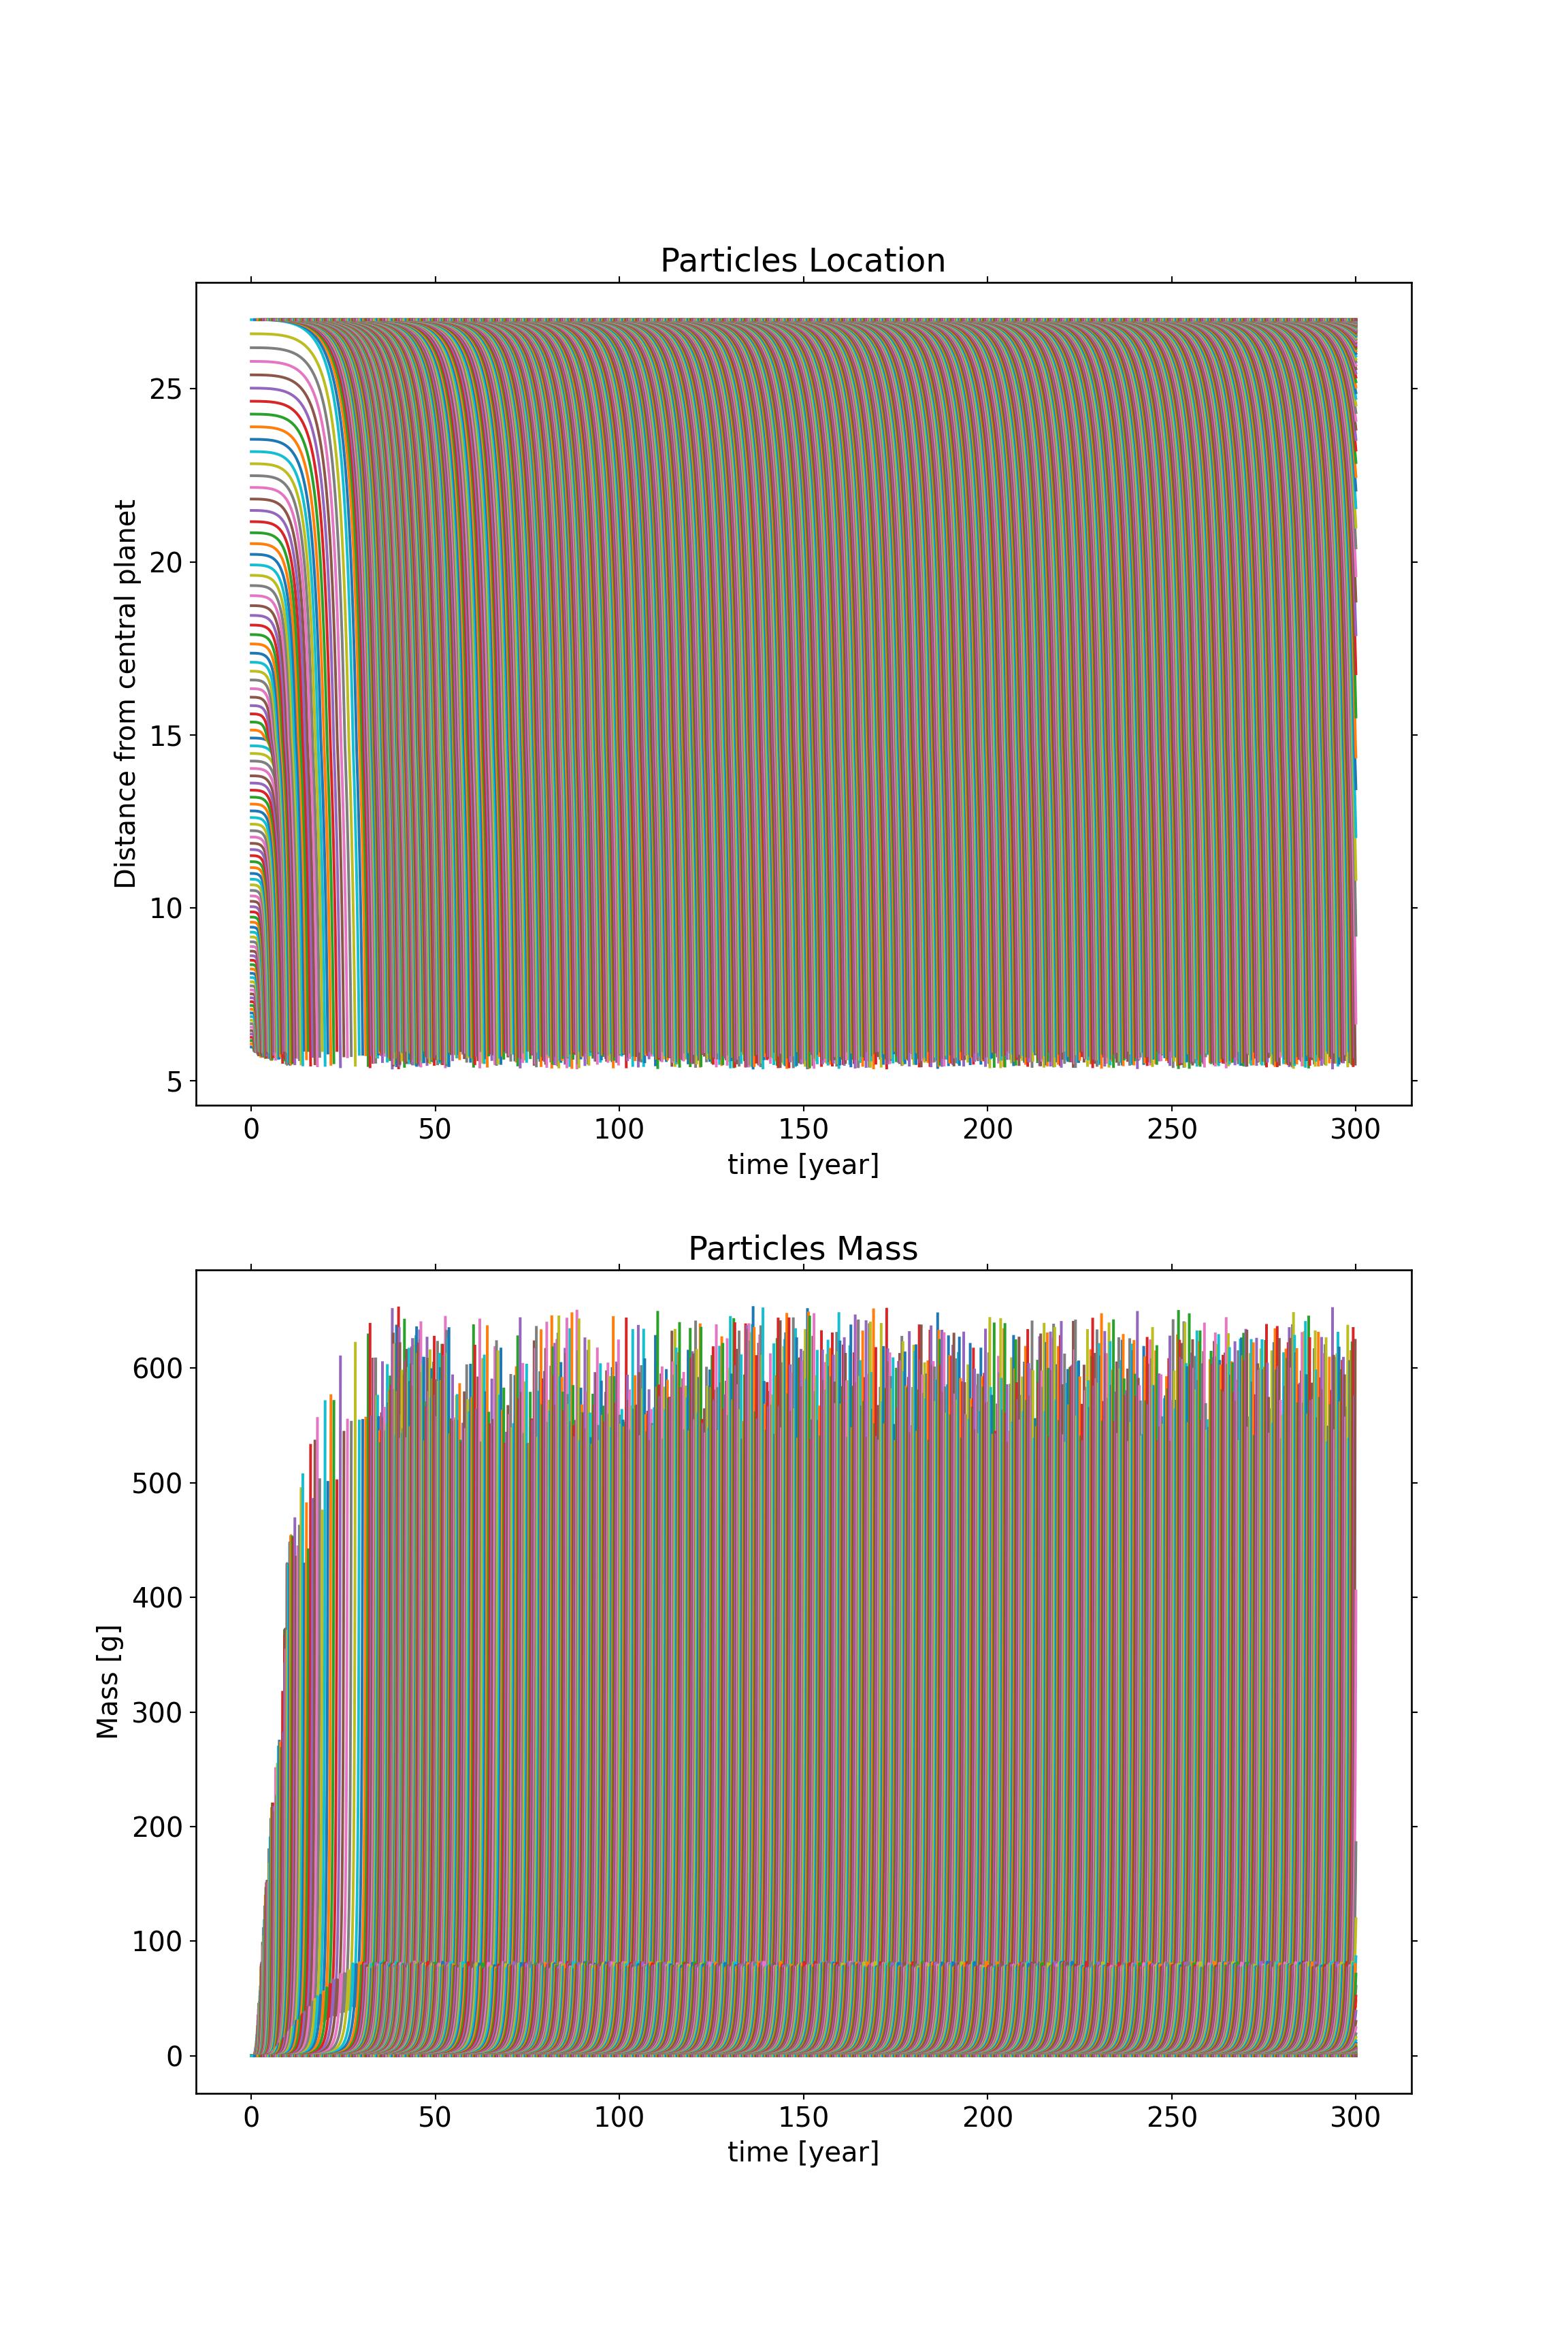 Particles Location
Distance from central planet
25
20
15
10
5
0 50 100 150 200 250 300
time [year]
Particles Mass
Mass [g]
600
500
400
300
200
100
0
0 50 100 150 200 250 300
time [year]